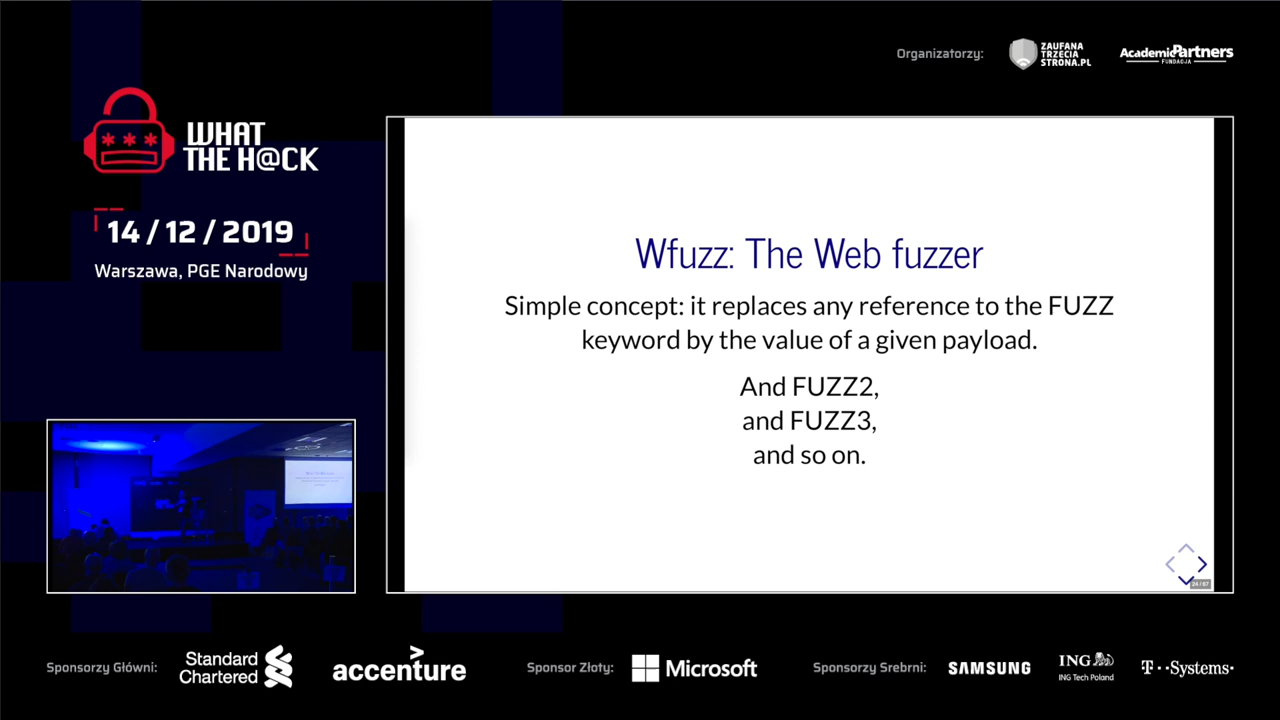 Organizatorzy:
ZAUFANA
TRZECIA
STRONA.PL
AcademicPartners
FUNDACJA
WHAT
THE H@CK
14 / 12 / 2019
Warszawa, PGE Narodowy
Wfuzz: The Web fuzzer
Simple concept: it replaces any reference to the FUZZ
keyword by the value of a given payload.
And FUZZ2,
and FUZZ3,
and so on.
24 / 67
Sponsorzy Główni:
Standard
Chartered
accenture
Sponsor Złoty:
Microsoft
Sponsorzy Srebrni:
SAMSUNG
ING
ING Tech Poland
T··Systems·